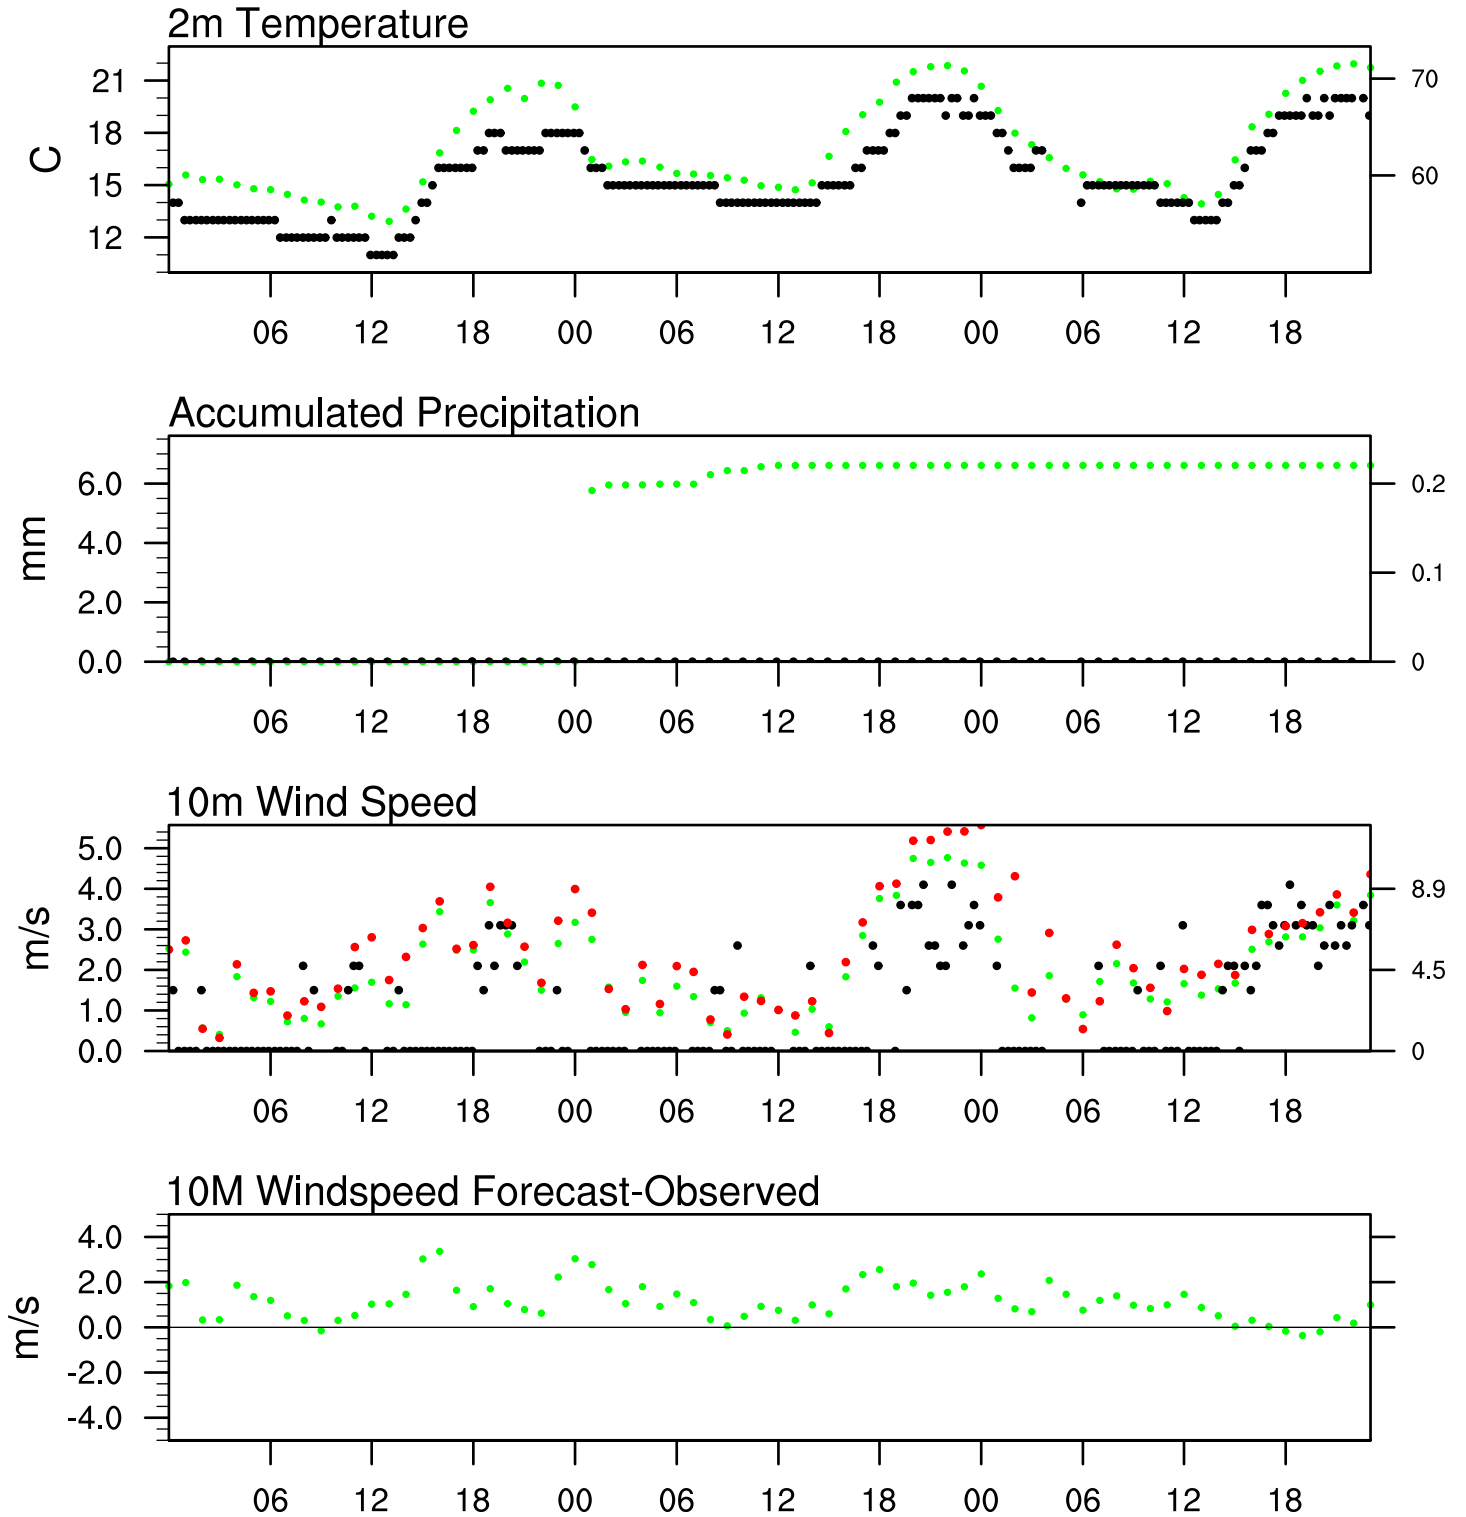 2m Temperature
21
18
15
12
C
70
60
06 12 18 00 06 12 18 00 06 12 18
Accumulated Precipitation
6.0
4.0
2.0
0.0
mm
0.2
0.1
0
06 12 18 00 06 12 18 00 06 12 18
10m Wind Speed
5.0
4.0
3.0
2.0
1.0
0.0
m/s
8.9
4.5
0
06 12 18 00 06 12 18 00 06 12 18
10M Windspeed Forecast-Observed
4.0
2.0
0.0
-2.0
-4.0
m/s
06 12 18 00 06 12 18 00 06 12 18